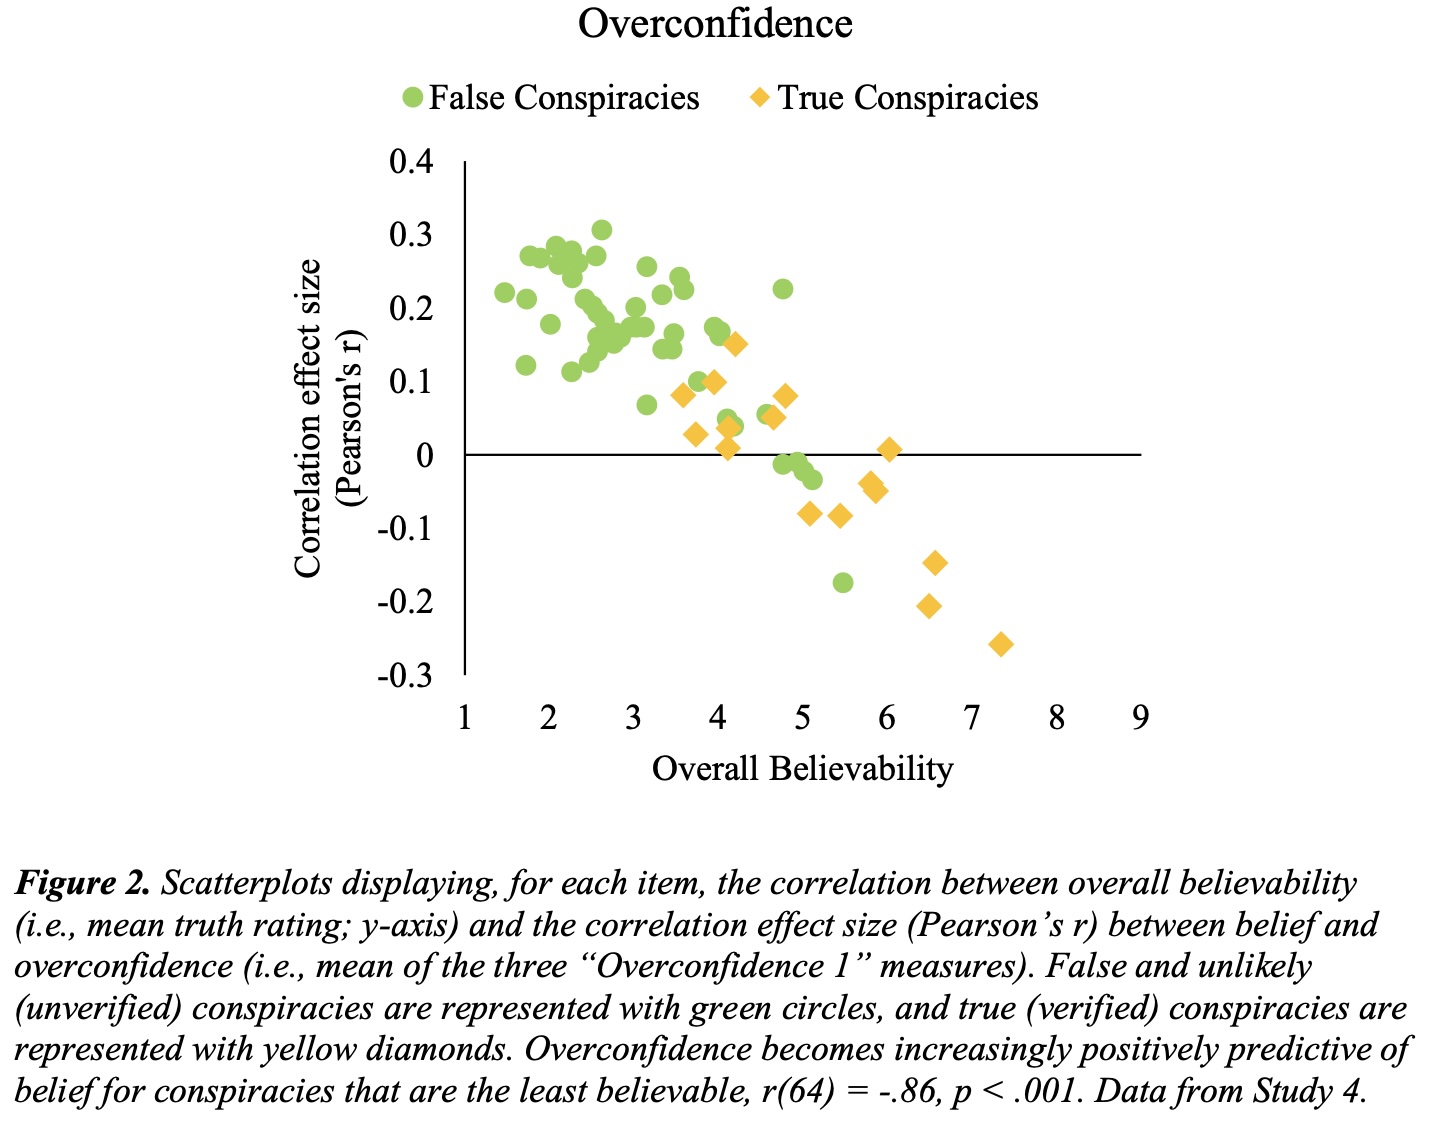 Overconfidence
False Conspiracies True Conspiracies
0.4
0.3
0.2
0.1
0
-0.1
-0.2
-0.3
Correlation effect size
(Pearson's r)
1 2 3 4 5 6 7 8 9
Overall Believability
Figure 2. Scatterplots displaying, for each item, the correlation between overall believability
(i.e., mean truth rating; y-axis) and the correlation effect size (Pearson’s r) between belief and
overconfidence (i.e., mean of the three “Overconfidence 1” measures). False and unlikely
(unverified) conspiracies are represented with green circles, and true (verified) conspiracies are
represented with yellow diamonds. Overconfidence becomes increasingly positively predictive of
belief for conspiracies that are the least believable, r(64) = -.86, p < .001. Data from Study 4.